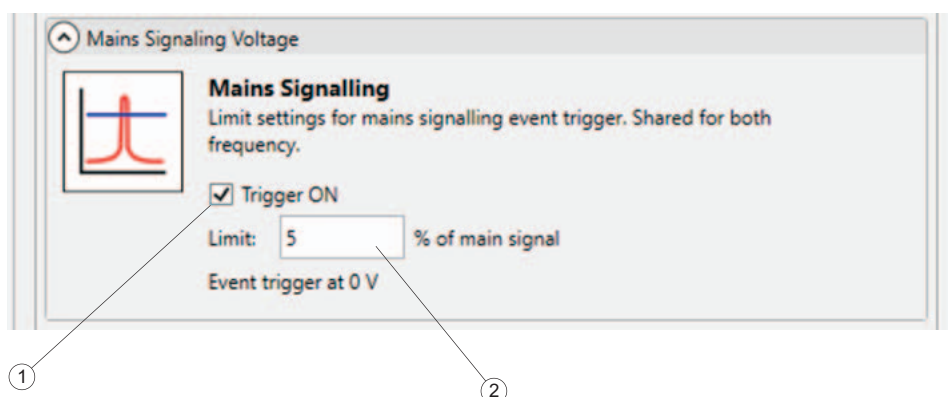 Mains Signaling Voltage
Mains Signalling
Limit settings for mains signalling event trigger. Shared for both
frequency.
Trigger ON
Limit: 5 % of main signal
Event trigger at 0 V
1
2